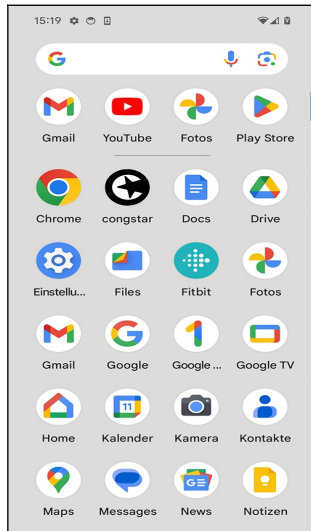 15:19
Gmail YouTube Fotos Play Store
Chrome congstar Docs Drive
Einstellu... Files Fitbit Fotos
Gmail Google Google ... Google TV
11
Home Kalender Kamera Kontakte
GE
Maps Messages News Notizen